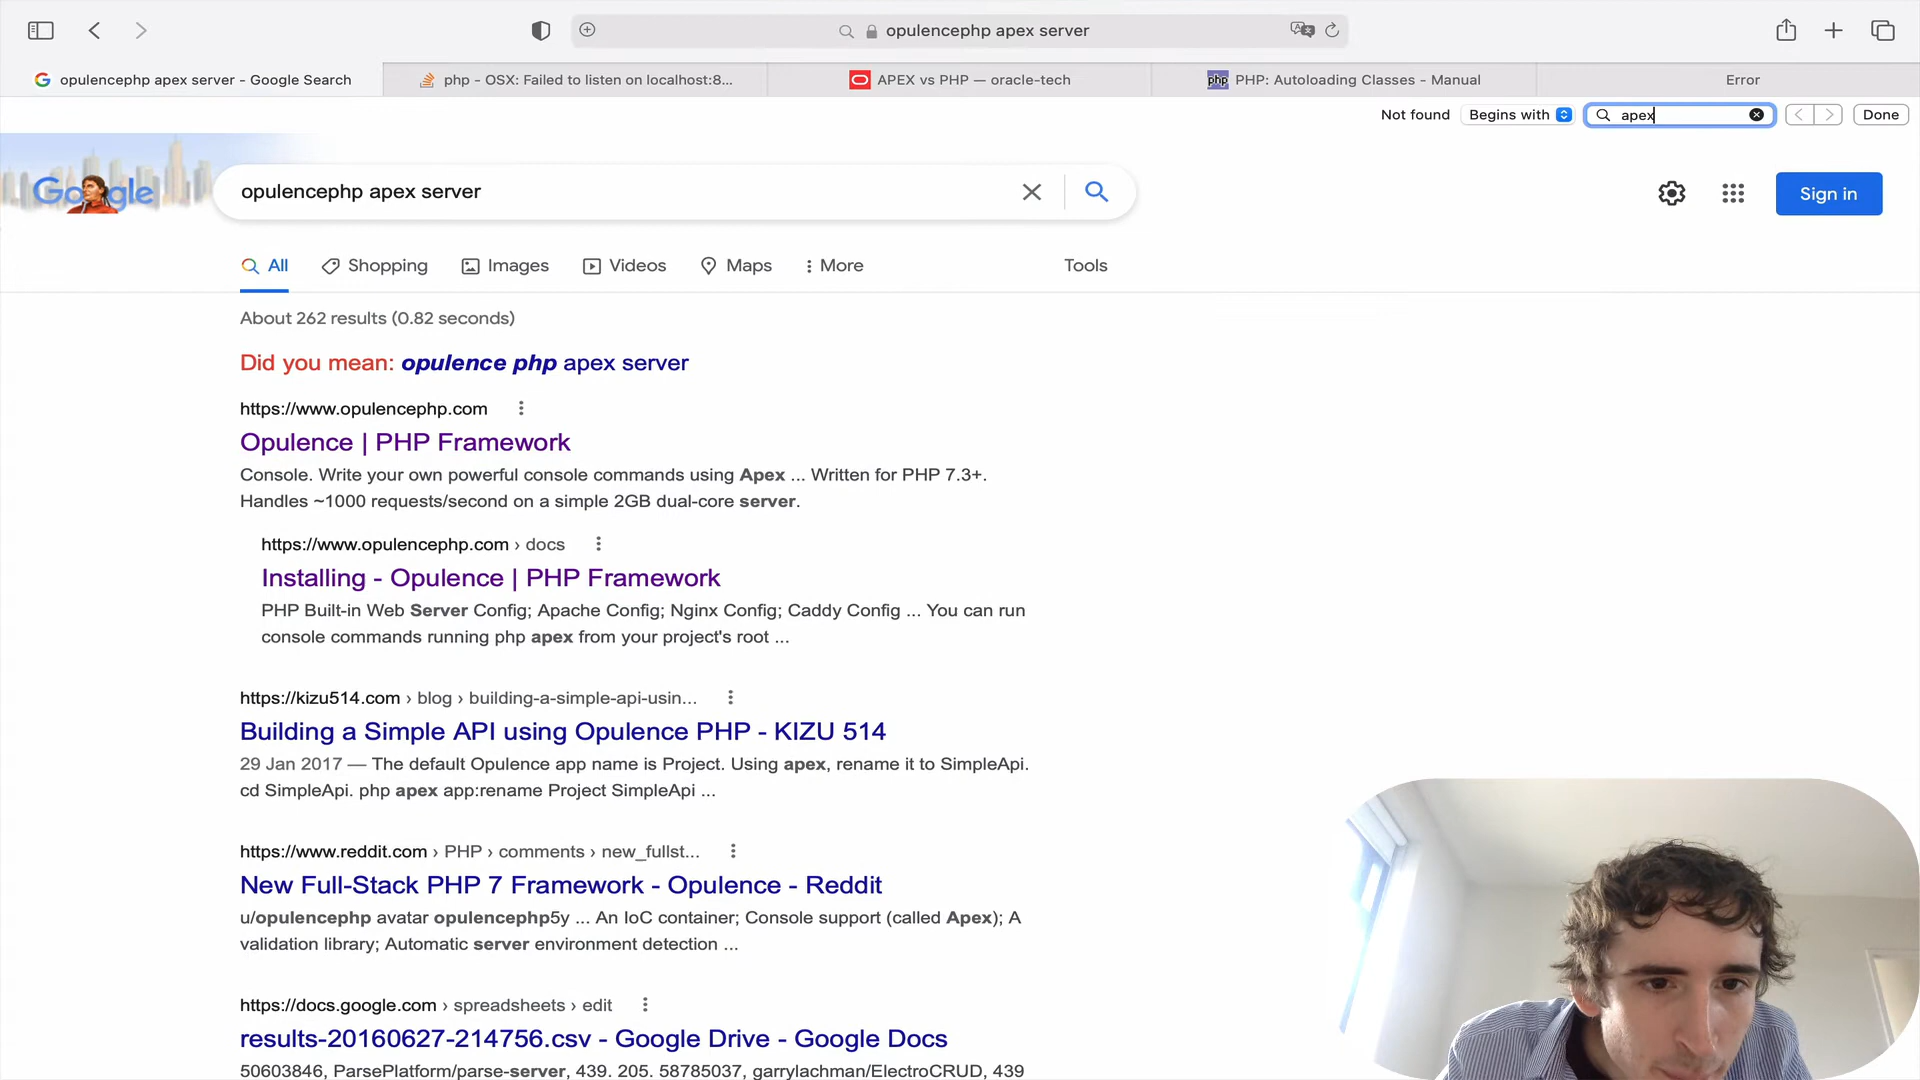 opulencephp apex server
opulencephp apex server - Google Search
php - OSX: Failed to listen on localhost:8...
APEX vs PHP — oracle-tech
php
PHP: Autoloading Classes - Manual
Error
Not found
Begins with
apex
Done
Google
opulencephp apex server
Sign in
All
Shopping
Images
Videos
Maps
More
Tools
About 262 results (0.82 seconds)
Did you mean: opulence php apex server
https://www.opulencephp.com
Opulence | PHP Framework
Console. Write your own powerful console commands using Apex ... Written for PHP 7.3+.
Handles ~1000 requests/second on a simple 2GB dual-core server.
https://www.opulencephp.com › docs
Installing - Opulence | PHP Framework
PHP Built-in Web Server Config; Apache Config; Nginx Config; Caddy Config ... You can run
console commands running php apex from your project's root ...
https://kizu514.com › blog › building-a-simple-api-usin...
Building a Simple API using Opulence PHP - KIZU 514
29 Jan 2017 — The default Opulence app name is Project. Using apex, rename it to SimpleApi.
cd SimpleApi. php apex app:rename Project SimpleApi ...
https://www.reddit.com › PHP › comments › new_fullst...
New Full-Stack PHP 7 Framework - Opulence - Reddit
u/opulencephp avatar opulencephp5y ... An IoC container; Console support (called Apex); A
validation library; Automatic server environment detection ...
https://docs.google.com › spreadsheets › edit
results-20160627-214756.csv - Google Drive - Google Docs
50603846, ParsePlatform/parse-server, 439. 205. 58785037, garrylachman/ElectroCRUD, 439